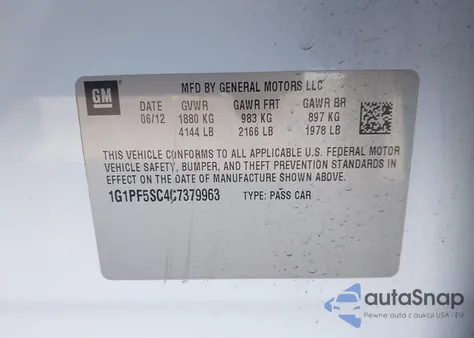 GM
MFD BY GENERAL MOTORS LLC
DATE GVWR GAWR FRT GAWR RR
06/12 1880 KG 983 KG 897 KG
4144 LB 2166 LB 1978 LB
THIS VEHICLE CONFORMS TO ALL APPLICABLE U.S. FEDERAL MOTOR
VEHICLE SAFETY, BUMPER, AND THEFT PREVENTION STANDARDS IN
EFFECT ON THE DATE OF MANUFACTURE SHOWN ABOVE.
1G1PF5SC4C7379963 TYPE: PASS CAR
autoSnap
Pewne auta z aukcji USA - EU